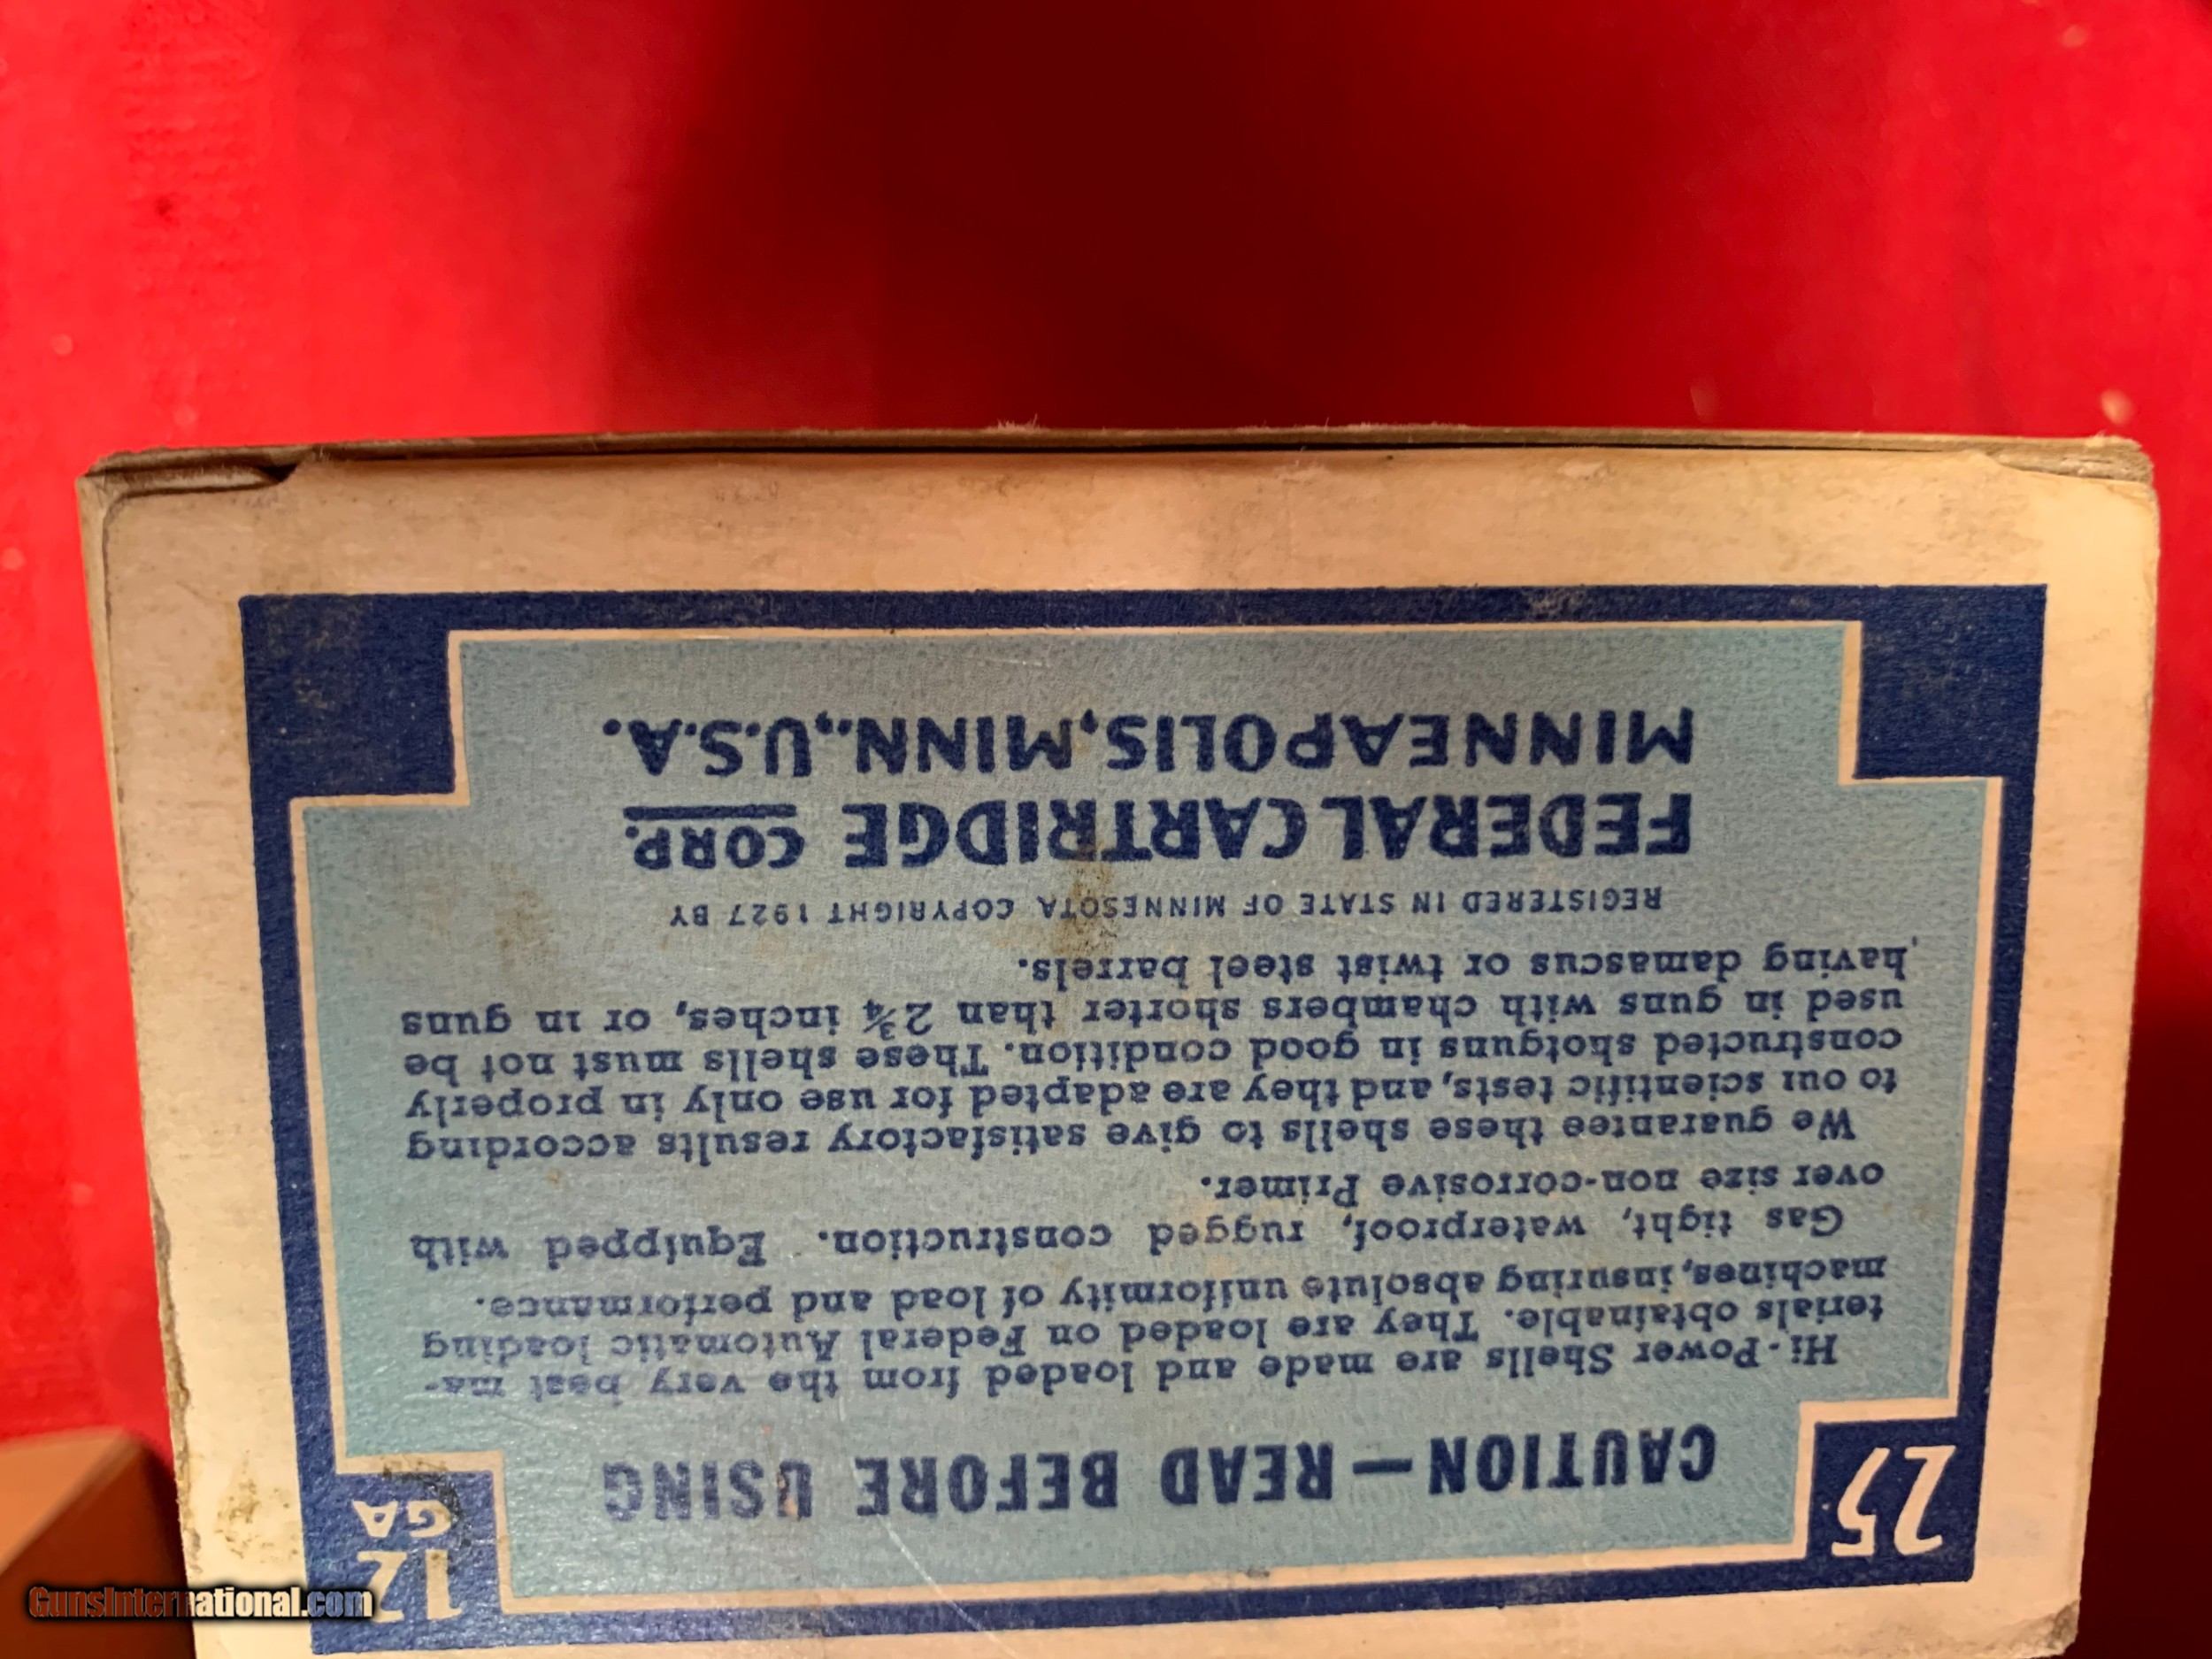 25
CAUTION — READ BEFORE USING
12
GA
Hi-Power Shells are made and loaded from the very best ma-
terials obtainable. They are loaded on Federal Automatic loading
machines, insuring absolute uniformity of load and performance.
Gas tight, waterproof, rugged construction. Equipped with
over size non-corrosive Primer.
We guarantee these shells to give satisfactory results according
to our scientific tests, and they are adapted for use only in properly
constructed shotguns in good condition. These shells must not be
used in guns with chambers shorter than 2¾ inches, or in guns
having damascus or twist steel barrels.
REGISTERED IN STATE OF MINNESOTA COPYRIGHT 1927 BY
FEDERAL CARTRIDGE CORP.
MINNEAPOLIS, MINN., U.S.A.
GunsInternational.com